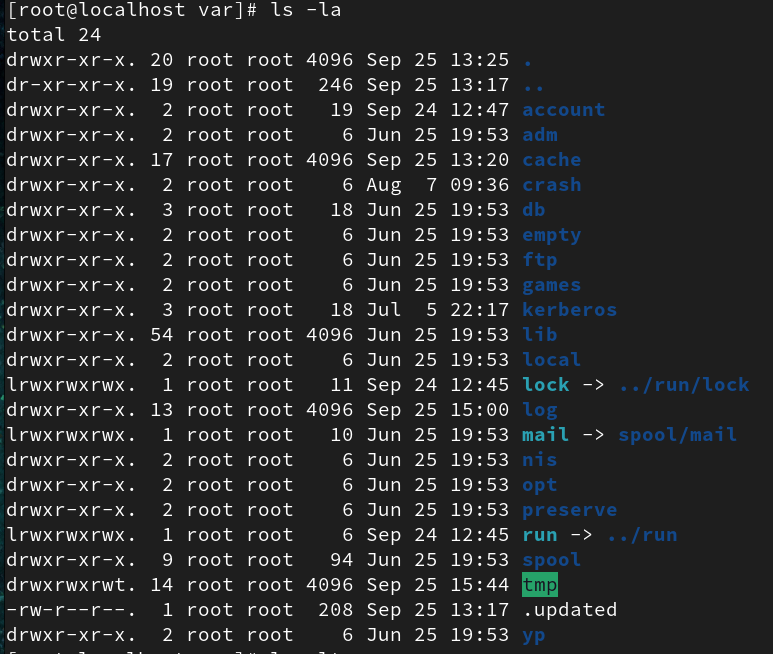 [root@localhost var]# ls -la
total 24
drwxr-xr-x. 20 root root 4096 Sep 25 13:25 .
dr-xr-xr-x. 19 root root  246 Sep 25 13:17 ..
drwxr-xr-x.  2 root root   19 Sep 24 12:47 account
drwxr-xr-x.  2 root root    6 Jun 25 19:53 adm
drwxr-xr-x. 17 root root 4096 Sep 25 13:20 cache
drwxr-xr-x.  2 root root    6 Aug  7 09:36 crash
drwxr-xr-x.  3 root root   18 Jun 25 19:53 db
drwxr-xr-x.  2 root root    6 Jun 25 19:53 empty
drwxr-xr-x.  2 root root    6 Jun 25 19:53 ftp
drwxr-xr-x.  2 root root    6 Jun 25 19:53 games
drwxr-xr-x.  3 root root   18 Jul  5 22:17 kerberos
drwxr-xr-x. 54 root root 4096 Jun 25 19:53 lib
drwxr-xr-x.  2 root root    6 Jun 25 19:53 local
lrwxrwxrwx.  1 root root   11 Sep 24 12:45 lock -> ../run/lock
drwxr-xr-x. 13 root root 4096 Sep 25 15:00 log
lrwxrwxrwx.  1 root root   10 Jun 25 19:53 mail -> spool/mail
drwxr-xr-x.  2 root root    6 Jun 25 19:53 nis
drwxr-xr-x.  2 root root    6 Jun 25 19:53 opt
drwxr-xr-x.  2 root root    6 Jun 25 19:53 preserve
lrwxrwxrwx.  1 root root    6 Sep 24 12:45 run -> ../run
drwxr-xr-x.  9 root root   94 Jun 25 19:53 spool
drwxrwxrwt. 14 root root 4096 Sep 25 15:44 tmp
-rw-r--r--.  1 root root  208 Sep 25 13:17 .updated
drwxr-xr-x.  2 root root    6 Jun 25 19:53 yp